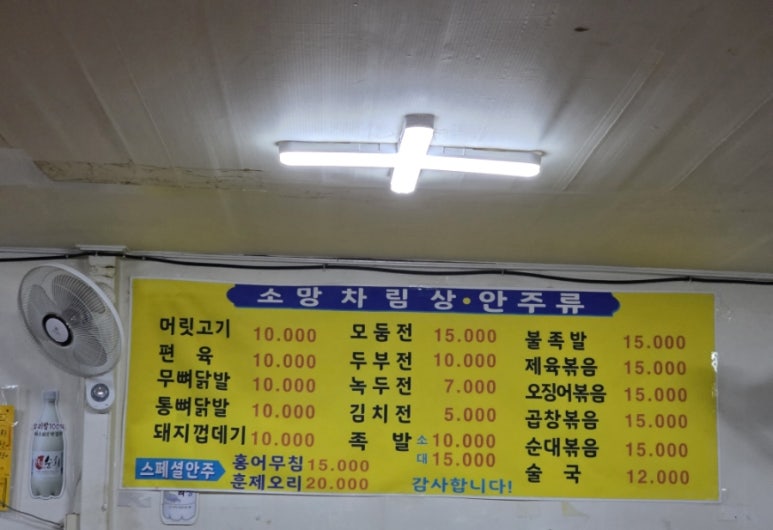 소망차림상·안주류
머릿고기 10.000
편 육 10.000
무뼈닭발 10.000
통뼈닭발 10.000
돼지껍데기 10.000
모둠전 15.000
두부전 10.000
녹두전 7.000
김치전 5.000
족 발 소 10.000
대 15.000
불족발 15.000
제육볶음 15.000
오징어볶음 15.000
곱창볶음 15.000
순대볶음 15.000
술 국 12.000
스페셜안주
홍어무침 15.000
훈제오리 20.000
감사합니다!